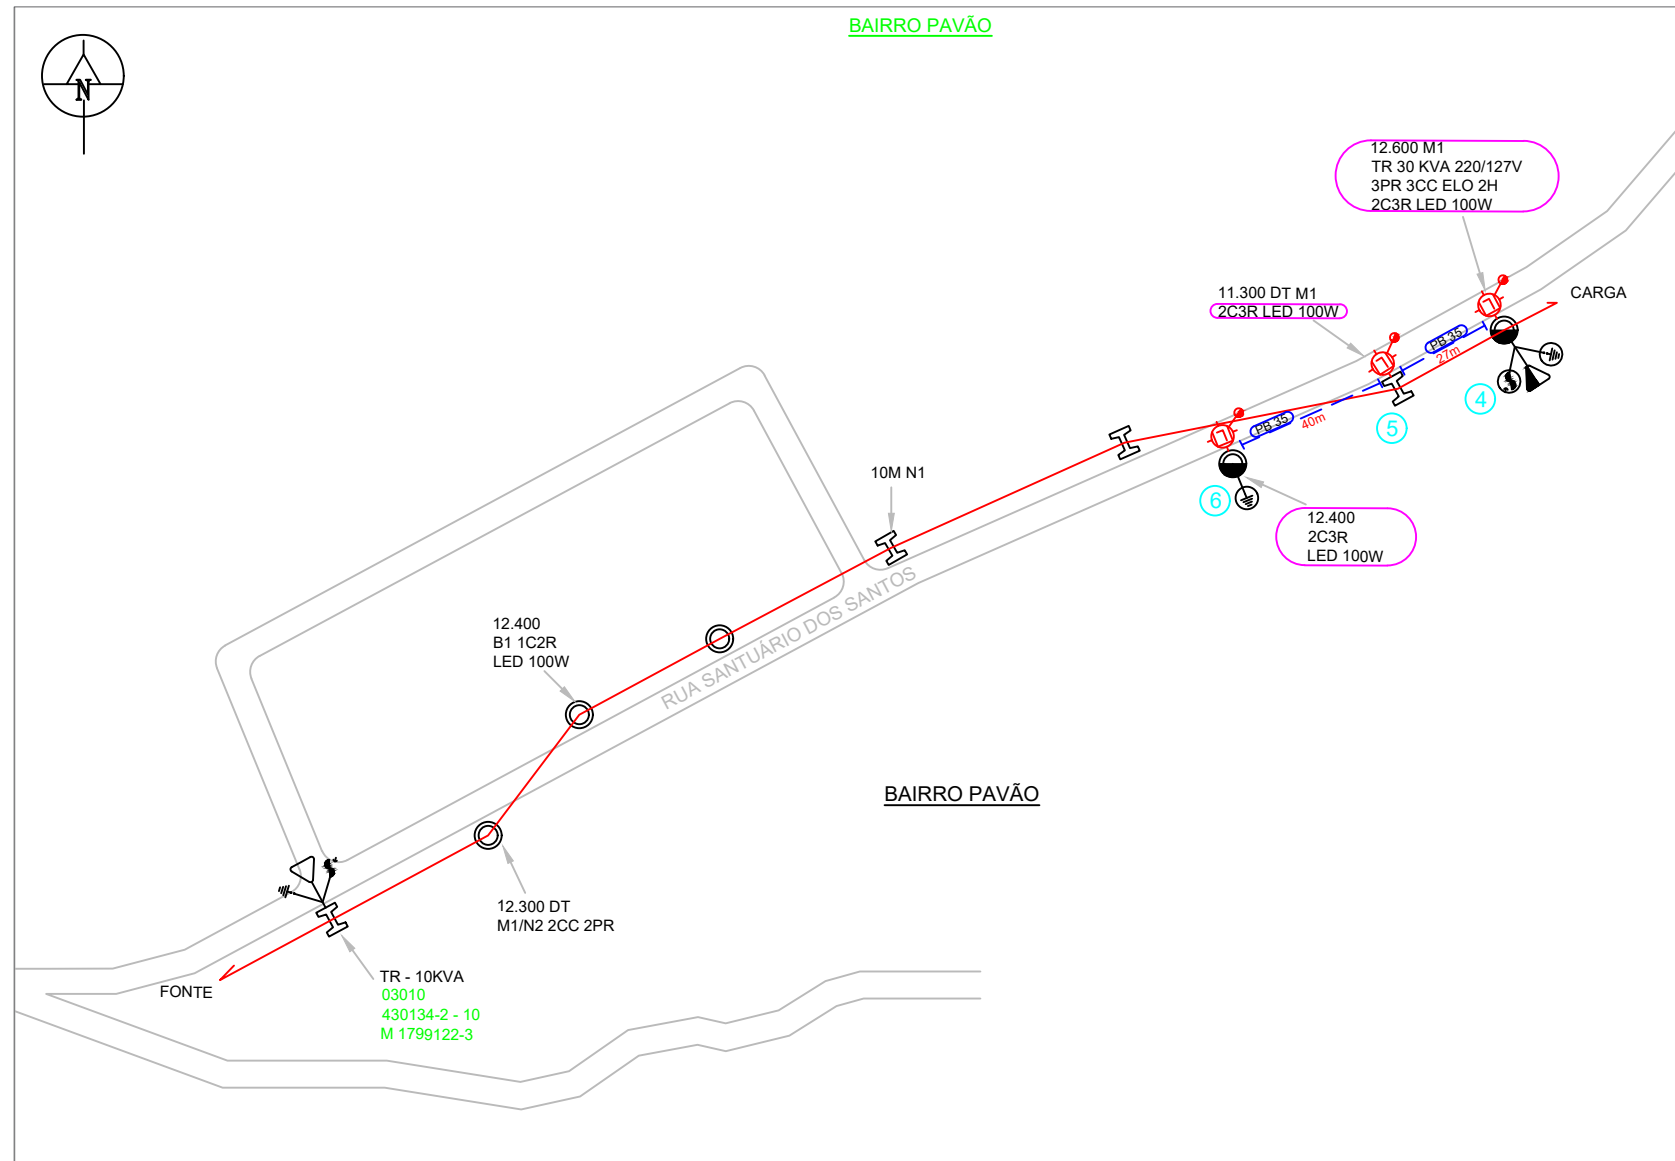 BAIRRO PAVÃO
N
12.600 M1
TR 30 KVA 220/127V
3PR 3CC ELO 2H
2C3R LED 100W
11.300 DT M1
2C3R LED 100W
CARGA
PB 35
27m
PB 35
40m
4
5
6
10M N1
12.400
2C3R
LED 100W
12.400
B1 1C2R
LED 100W
RUA SANTUÁRIO DOS SANTOS
BAIRRO PAVÃO
12.300 DT
M1/N2 2CC 2PR
FONTE
TR - 10KVA
03010
430134-2 - 10
M 1799122-3